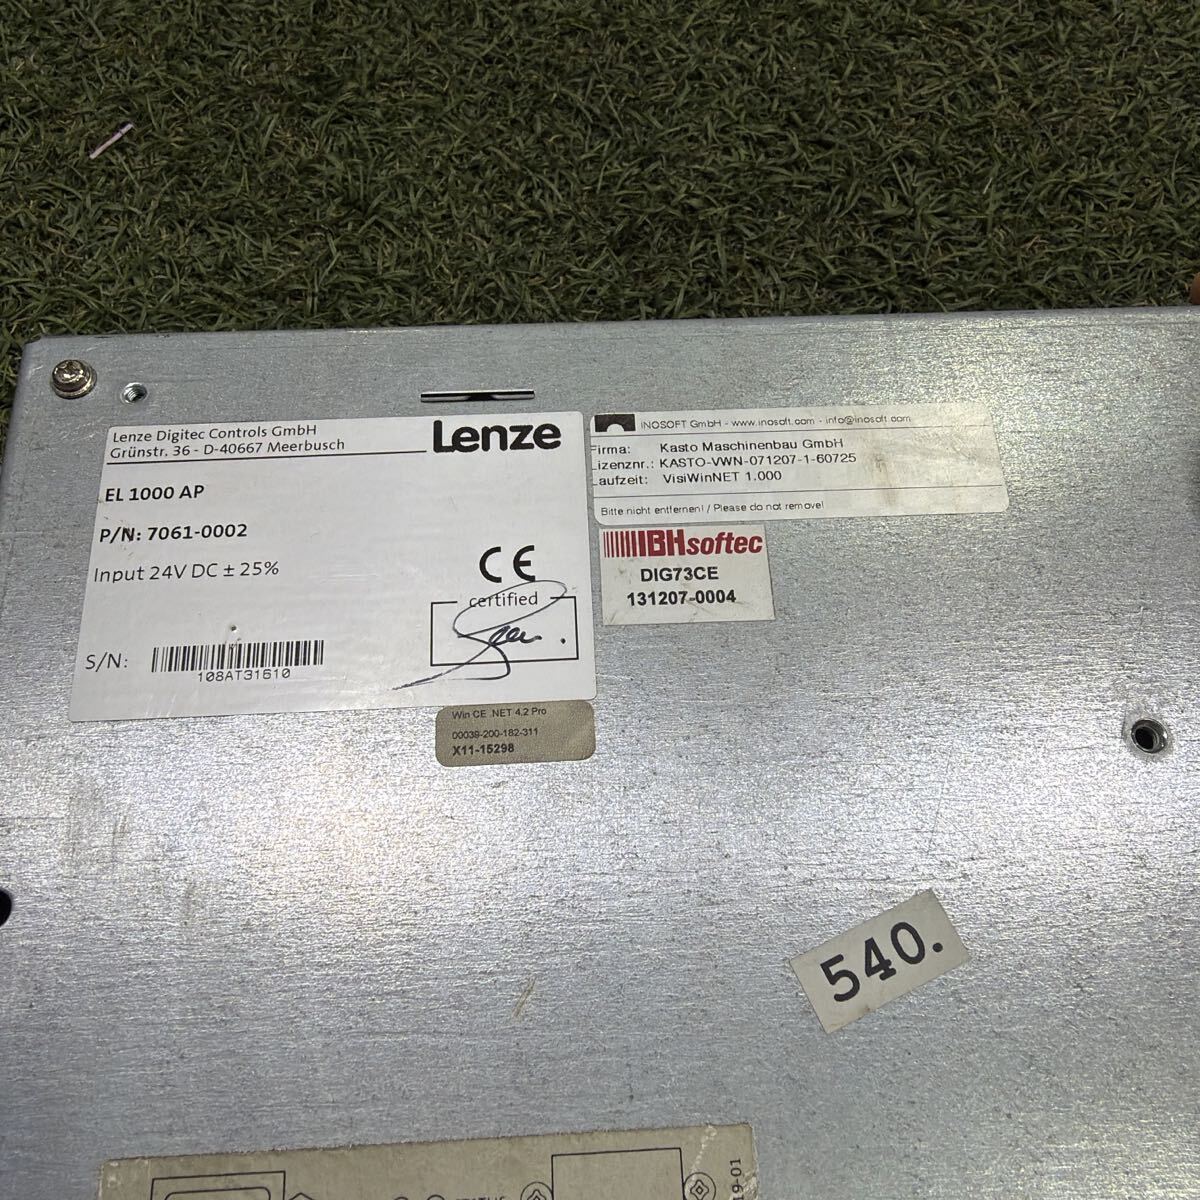 Lenze Digitec Controls GmbH
Grünstr. 36 - D-40667 Meerbusch
Lenze
EL 1000 AP
P/N: 7061-0002
Input 24V DC ± 25%
CE
certified
S/N:
108AT31610
INOSOFT GmbH - www.inosoft.com - info@inosoft.com
Firma: Kasto Maschinenbau GmbH
Lizenznr.: KASTO-VWN-071207-1-60725
Laufzeit: VisiWinNET 1.000
Bitte nicht entfernen! / Please do not remove!
IBHsoftec
DIG73CE
131207-0004
Win CE .NET 4.2 Pro
00039-200-182-311
X11-15298
540.